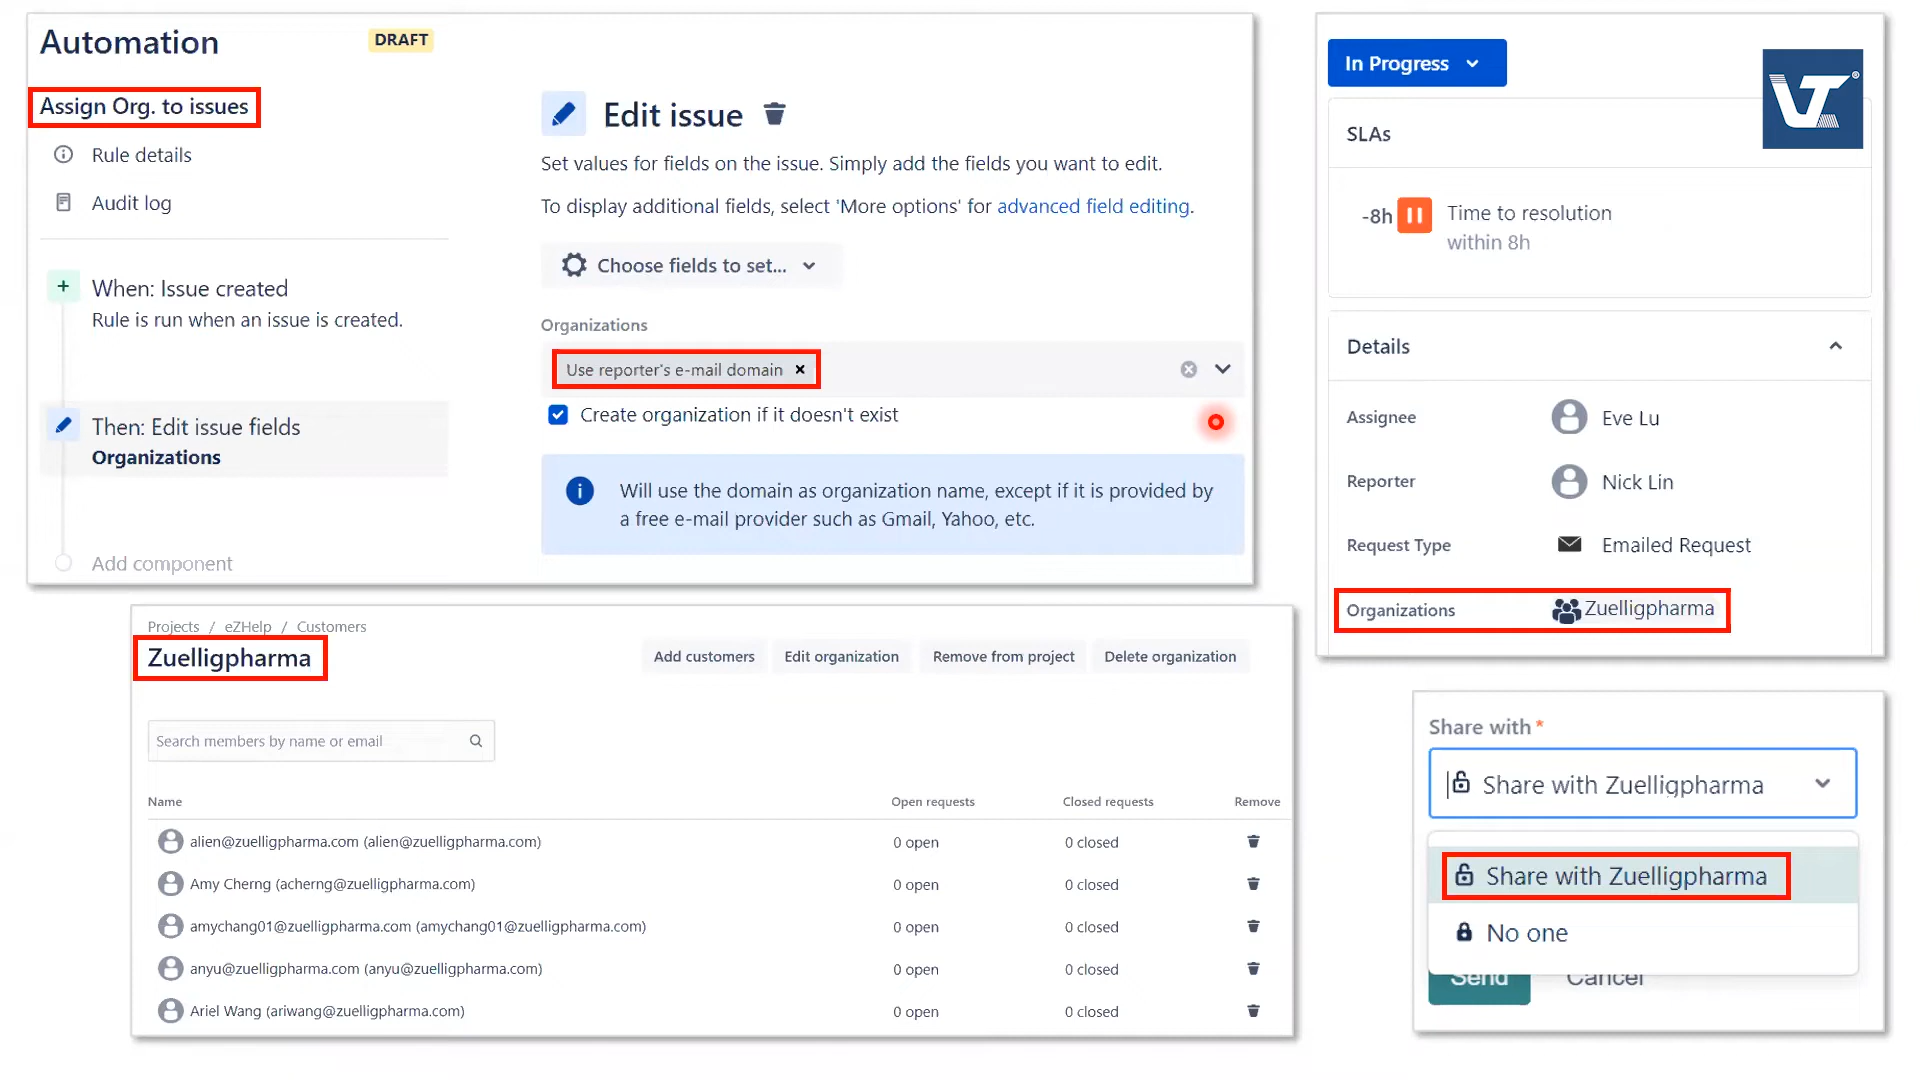 Automation
DRAFT
Assign Org. to issues
Rule details
Audit log
When: Issue created
Rule is run when an issue is created.
Then: Edit issue fields
Organizations
Add component
Edit issue
Set values for fields on the issue. Simply add the fields you want to edit.
To display additional fields, select 'More options' for advanced field editing.
Choose fields to set...
Organizations
Use reporter's e-mail domain
Create organization if it doesn't exist
Will use the domain as organization name, except if it is provided by
a free e-mail provider such as Gmail, Yahoo, etc.
In Progress
SLAs
-8h
Time to resolution
within 8h
Details
Assignee
Eve Lu
Reporter
Nick Lin
Request Type
Emailed Request
Organizations
Zuelligpharma
Projects / eZHelp / Customers
Zuelligpharma
Add customers
Edit organization
Remove from project
Delete organization
Search members by name or email
Name Open requests Closed requests Remove
alien@zuelligpharma.com (alien@zuelligpharma.com) 0 open 0 closed
Amy Cherng (acherng@zuelligpharma.com) 0 open 0 closed
amychang01@zuelligpharma.com (amychang01@zuelligpharma.com) 0 open 0 closed
anyu@zuelligpharma.com (anyu@zuelligpharma.com) 0 open 0 closed
Ariel Wang (ariwang@zuelligpharma.com) 0 open 0 closed
Share with *
Share with Zuelligpharma
Share with Zuelligpharma
No one
Send
Cancel